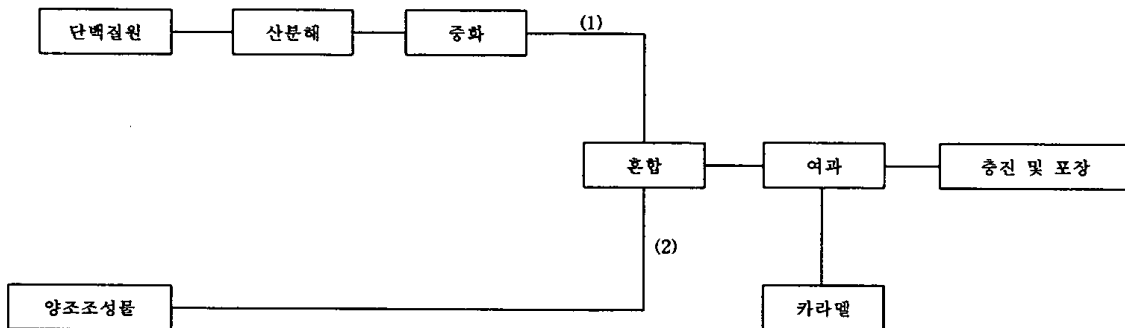 단백질원
산분해
중화
(1)
혼합
여과
충진 및 포장
(2)
양조조성물
카라멜